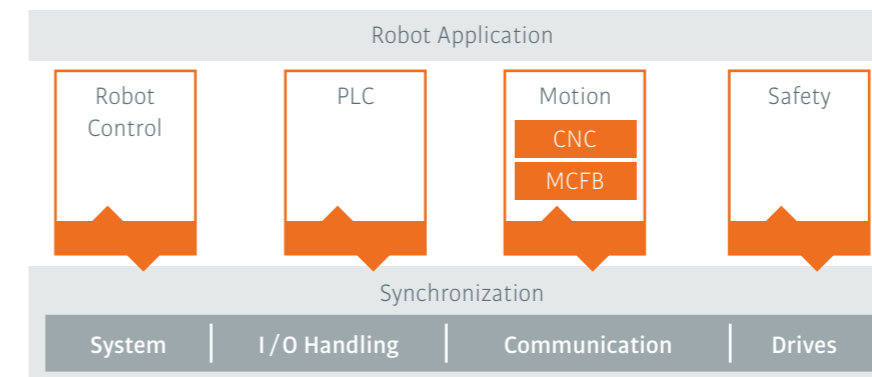 Robot Application
Robot
Control
PLC
Motion
CNC
MCFB
Safety
Synchronization
System
I/O Handling
Communication
Drives